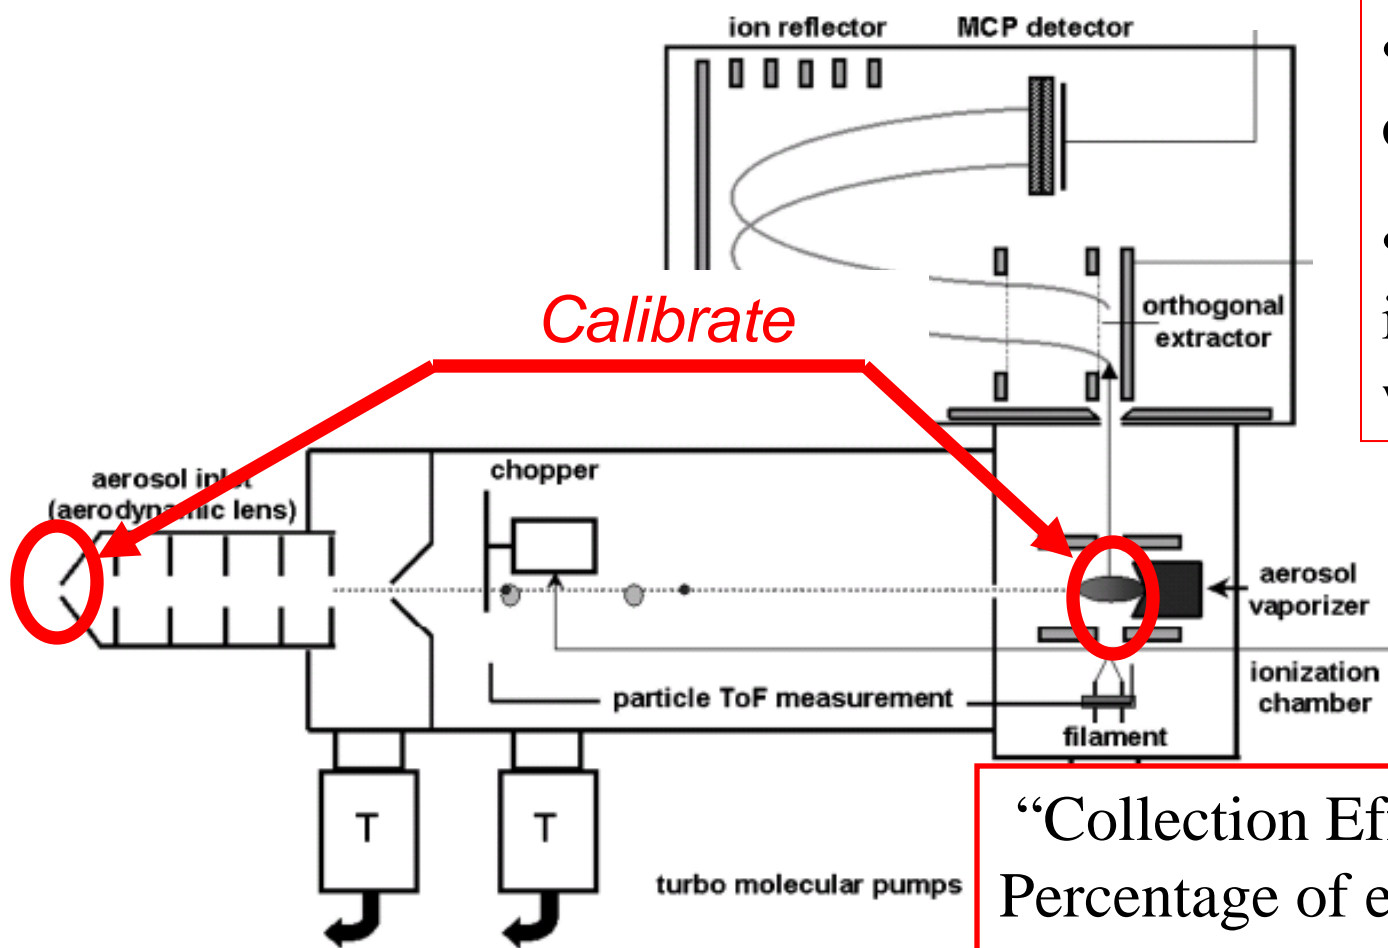 ion reflector
MCP detector
Calibrate
orthogonal
extractor
aerosol inlet
(aerodynamic lens)
chopper
aerosol
vaporizer
particle ToF measurement
ionization
chamber
filament
T
T
turbo molecular pumps
“Collection Eff
Percentage of e